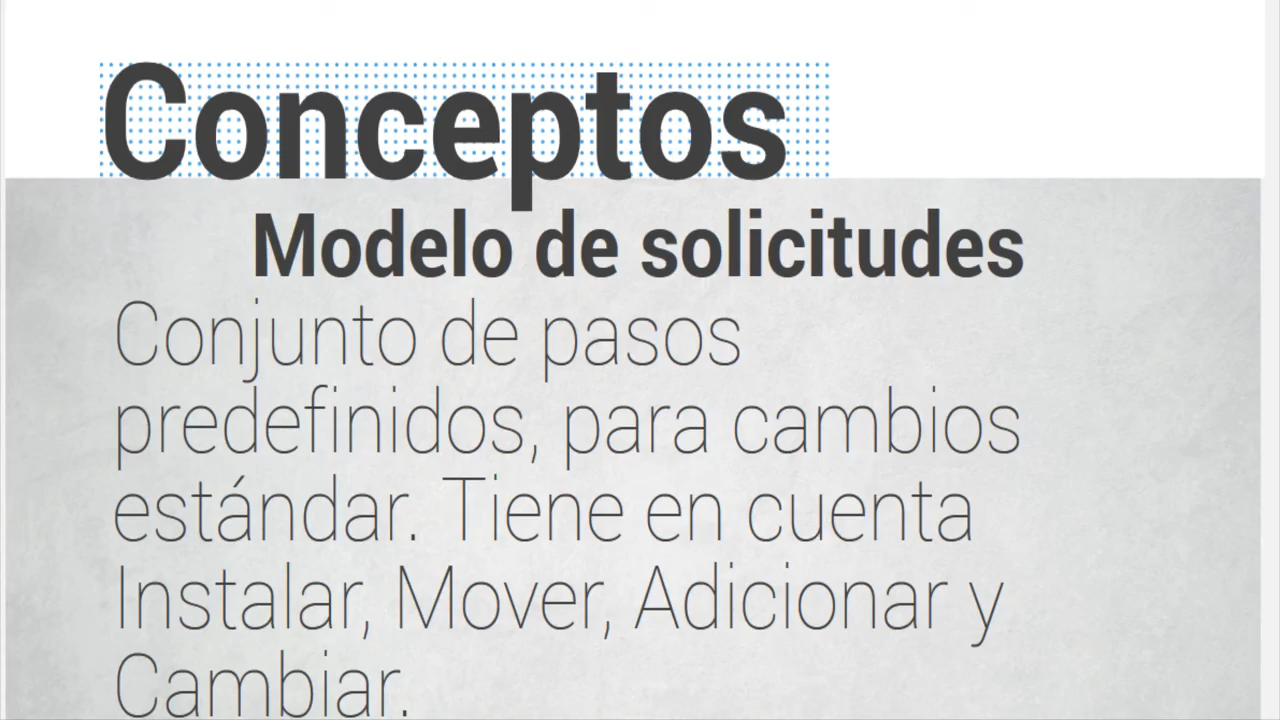 Conceptos
Modelo de solicitudes
Conjunto de pasos
predefinidos, para cambios
estándar. Tiene en cuenta
Instalar, Mover, Adicionar y
Cambiar.